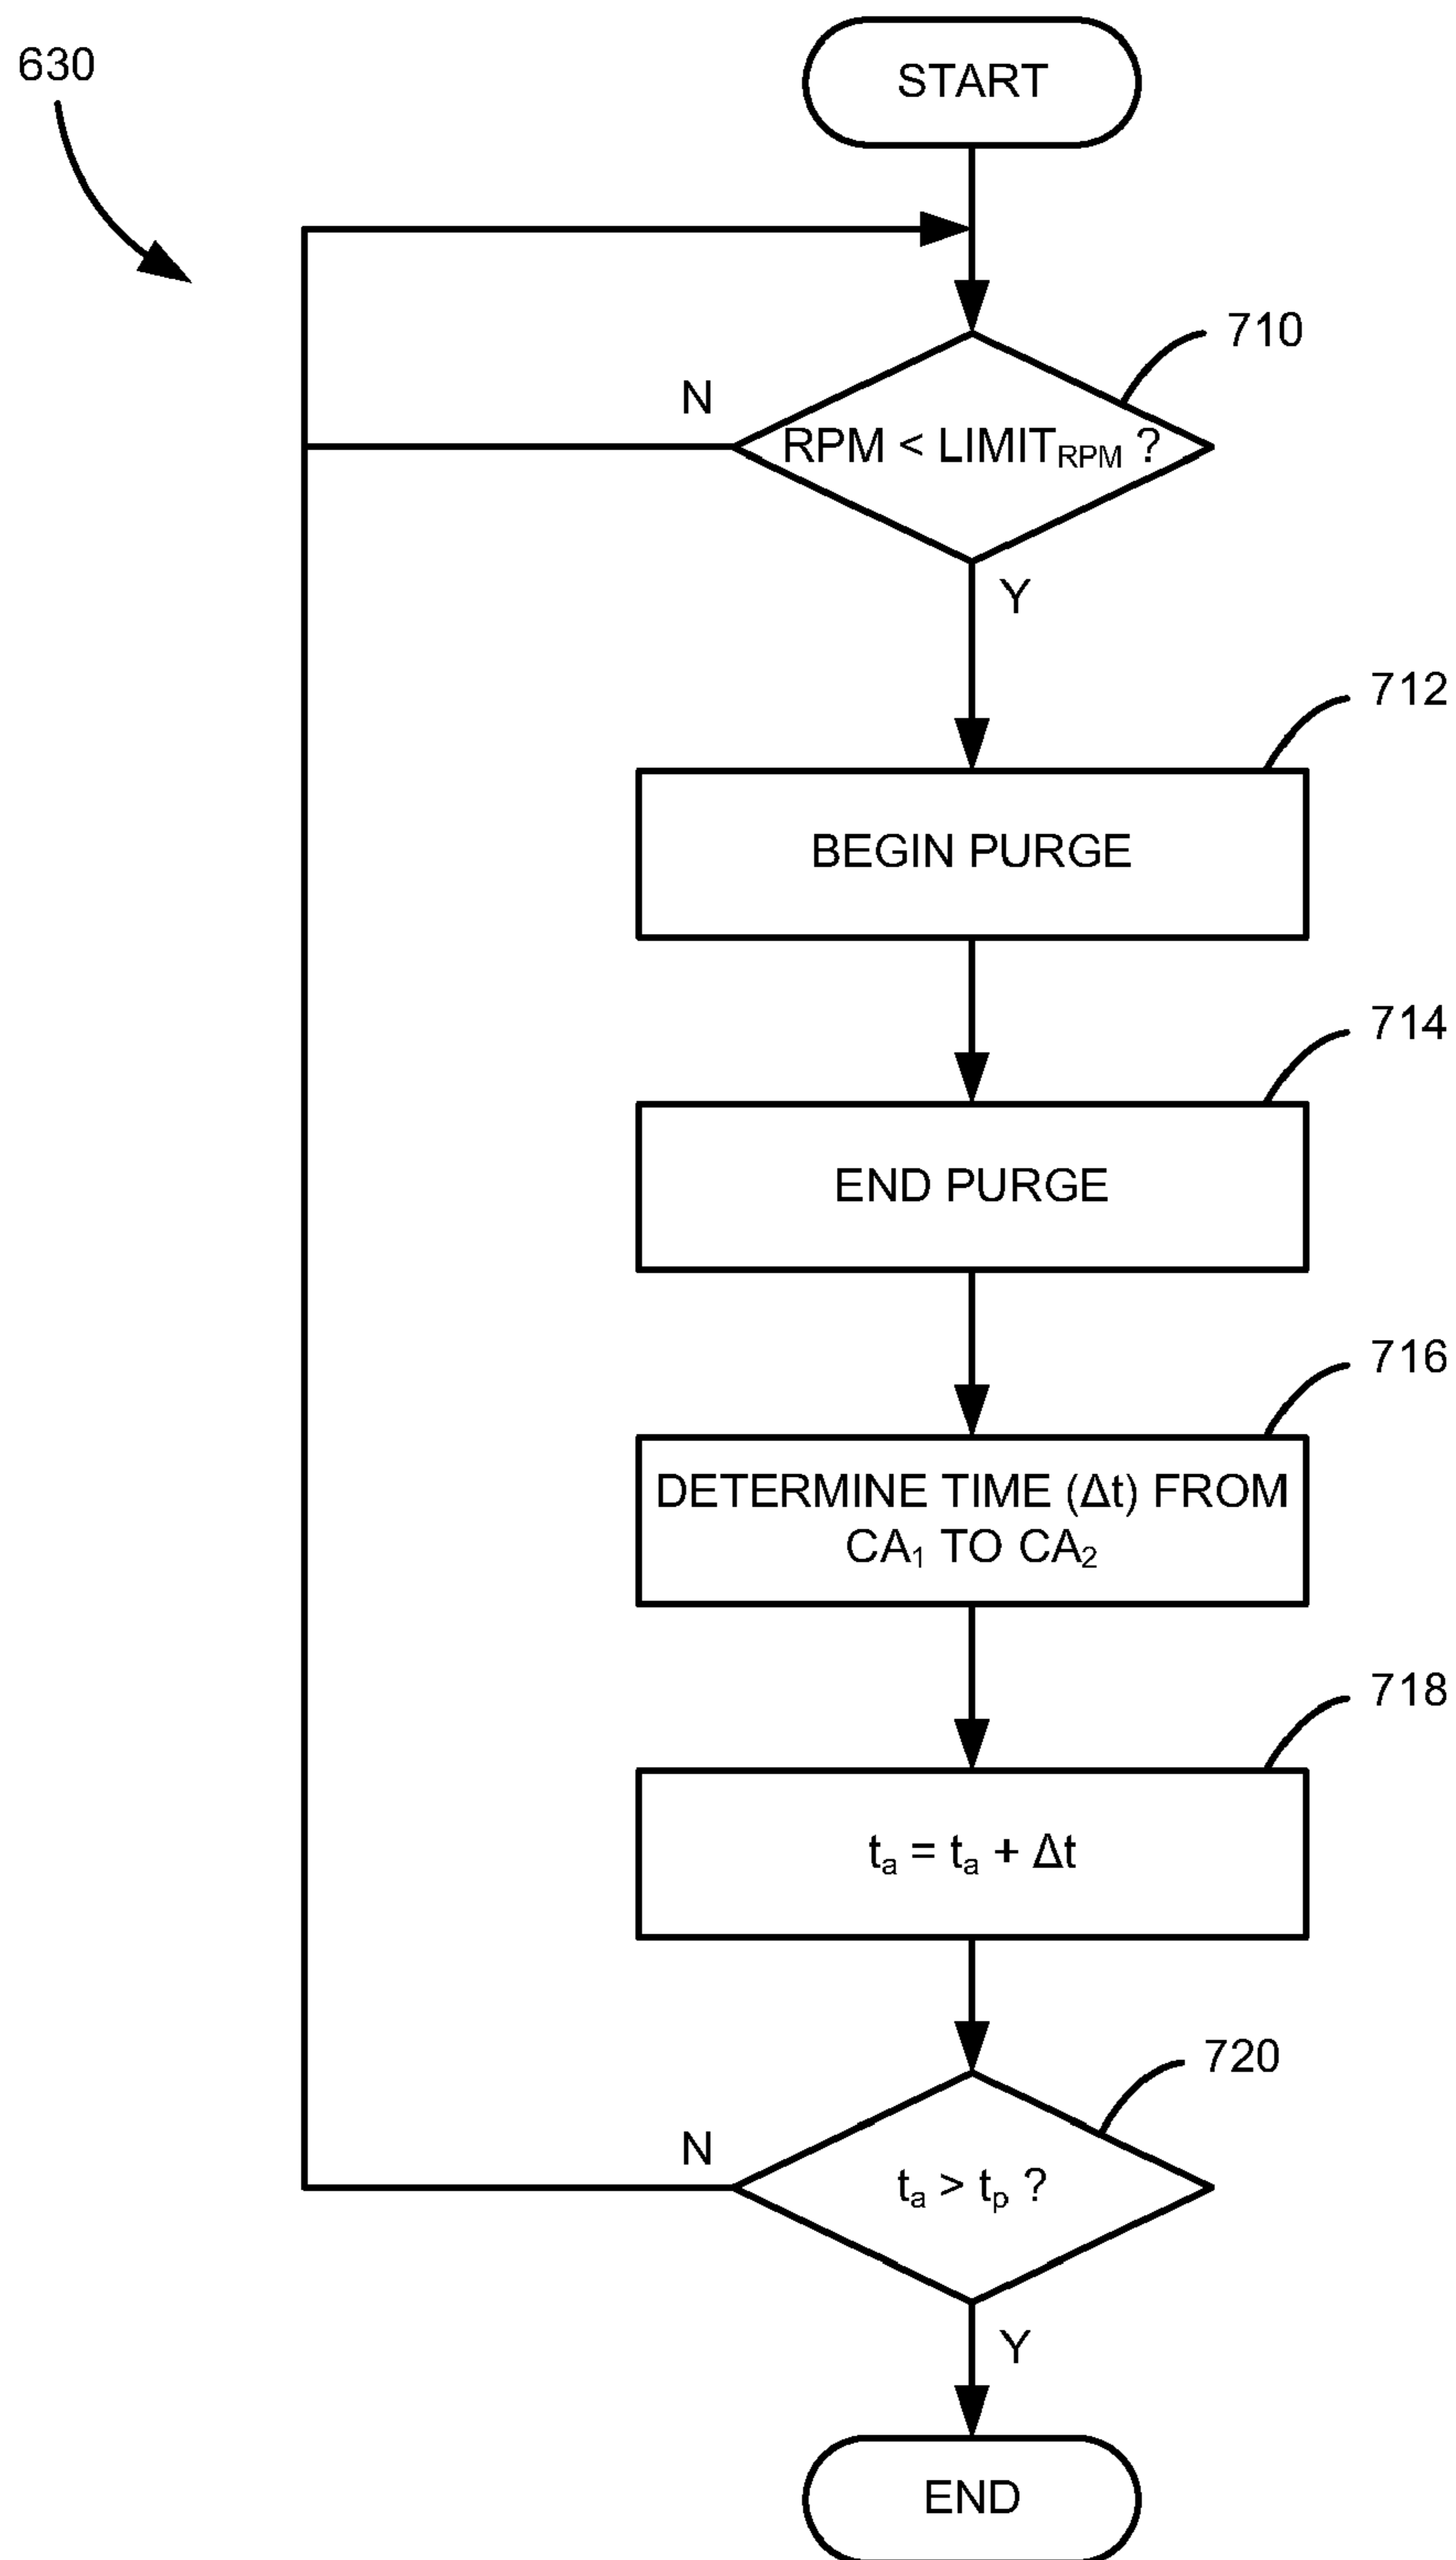 START
630
710
N
RPM < LIMIT_RPM ?
Y
712
BEGIN PURGE
714
END PURGE
716
DETERMINE TIME (Δt) FROM
CA₁ TO CA₂
718
tₐ = tₐ + Δt
720
N
tₐ > tₚ ?
Y
END